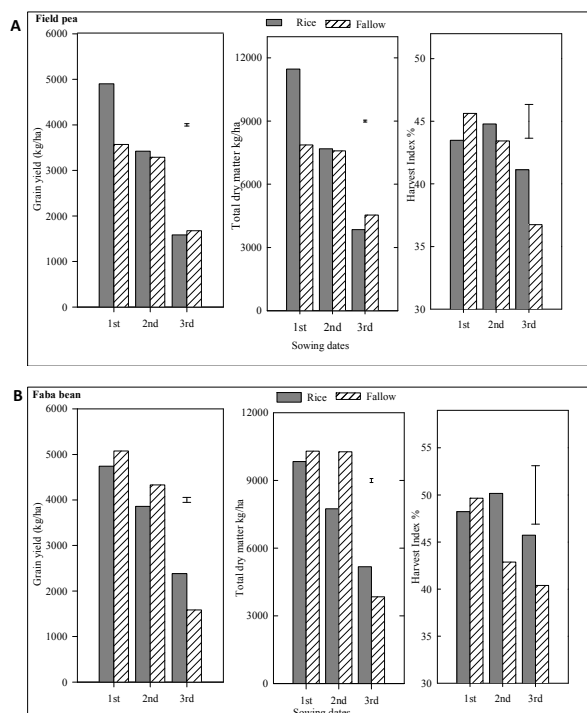 A
Field pea
Rice
Fallow
Grain yield (kg/ha)
6000
5000
4000
3000
2000
1000
0
1st 2nd 3rd
Total dry matter kg/ha
12000
9000
6000
3000
0
1st 2nd 3rd
Sowing dates
Harvest Index %
50
45
40
35
30
1st 2nd 3rd
B
Faba bean
Rice
Fallow
Grain yield (kg/ha)
6000
5000
4000
3000
2000
1000
0
1st 2nd 3rd
Total dry matter kg/ha
12000
9000
6000
3000
0
1st 2nd 3rd
Sowing dates
Harvest Index %
55
50
45
40
35
30
1st 2nd 3rd